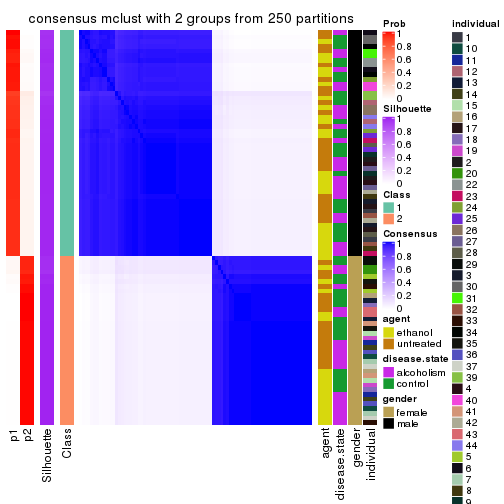 consensus mclust with 2 groups from 250 partitions
p1
p2
Silhouette
Class
agent
disease.state
gender
individual
Prob
1
0.8
0.6
0.4
0.2
0
Silhouette
1
0.8
0.6
0.4
0.2
0
Class
1
2
Consensus
1
0.8
0.6
0.4
0.2
0
agent
ethanol
untreated
disease.state
alcoholism
control
gender
female
male
individual
1
10
11
12
13
14
15
16
17
18
19
2
20
22
23
24
25
26
27
28
29
3
30
31
32
33
34
35
36
37
39
4
40
41
42
43
44
5
6
7
8
9